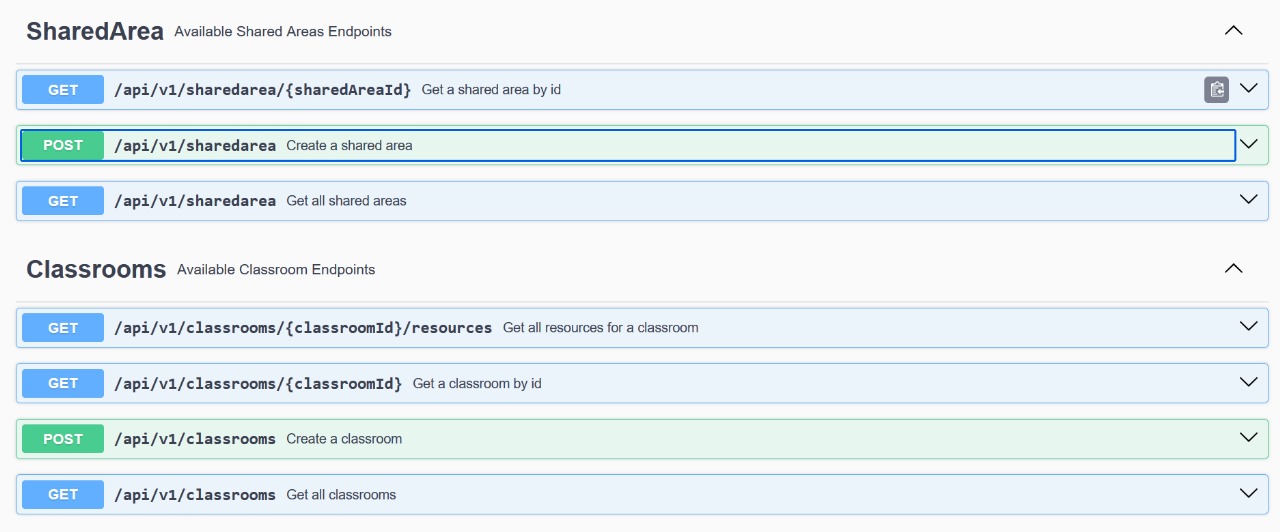 SharedArea Available Shared Areas Endpoints
GET /api/v1/sharedarea/{sharedAreaId} Get a shared area by id
POST /api/v1/sharedarea Create a shared area
GET /api/v1/sharedarea Get all shared areas
Classrooms Available Classroom Endpoints
GET /api/v1/classrooms/{classroomId}/resources Get all resources for a classroom
GET /api/v1/classrooms/{classroomId} Get a classroom by id
POST /api/v1/classrooms Create a classroom
GET /api/v1/classrooms Get all classrooms